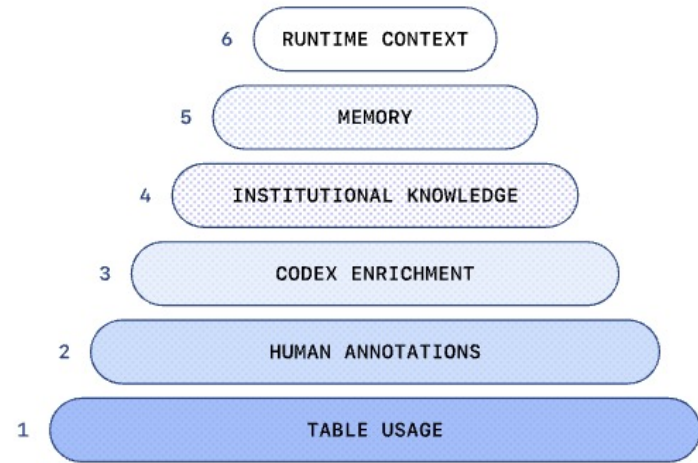 6 RUNTIME CONTEXT
5 MEMORY
4 INSTITUTIONAL KNOWLEDGE
3 CODEX ENRICHMENT
2 HUMAN ANNOTATIONS
1 TABLE USAGE